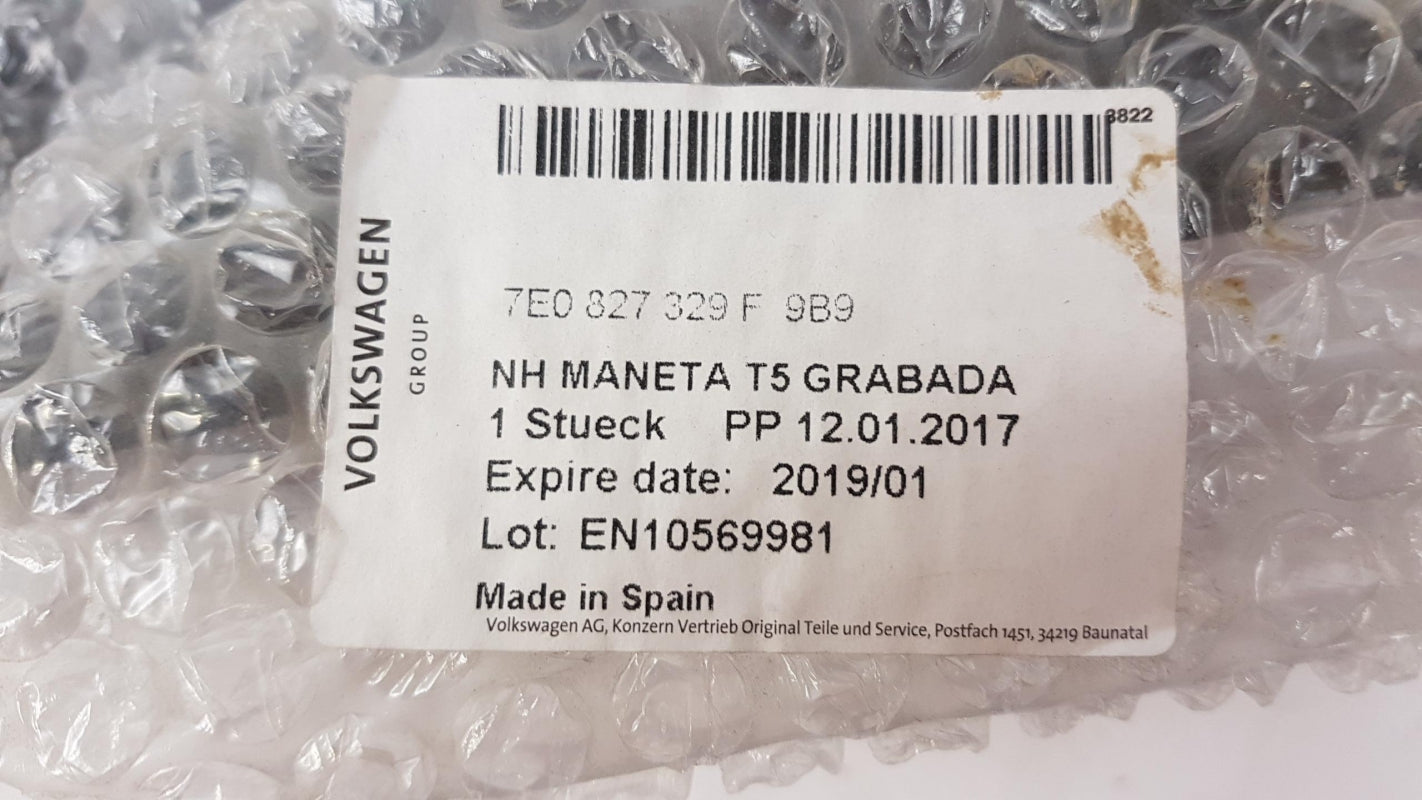 3822
VOLKSWAGEN
GROUP
7E0 827 329 F 9B9
NH MANETA T5 GRABADA
1 Stueck PP 12.01.2017
Expire date: 2019/01
Lot: EN10569981
Made in Spain
Volkswagen AG, Konzern Vertrieb Original Teile und Service, Postfach 1451, 34219 Baunatal